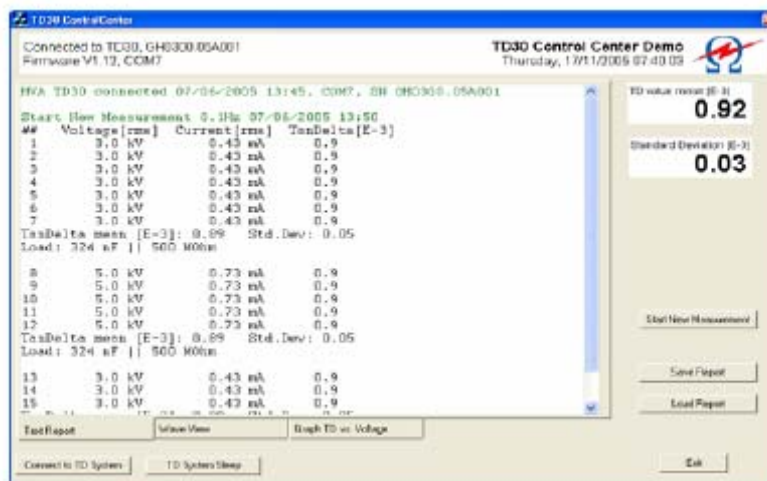 TD30 ControlCenter
Connected to TD30, GH0300.05A001
Firmware V1.12, COM7
TD30 Control Center Demo
Thursday, 17/11/2005 07:40:03
HVA TD30 connected 07/06/2005 13:45, COM7, SN GH0300.05A001
Start New Measurement 0.1Hz 07/06/2005 13:50
## Voltage[rms] Current[rms] TanDelta[E-3]
1 3.0 kV 0.43 mA 0.9
2 3.0 kV 0.43 mA 0.9
3 3.0 kV 0.43 mA 0.9
4 3.0 kV 0.43 mA 0.9
5 3.0 kV 0.43 mA 0.9
6 3.0 kV 0.43 mA 0.9
7 3.0 kV 0.43 mA 0.9
TanDelta mean [E-3]: 0.89 Std.Dev: 0.05
Load: 324 nF || 500 MOhm
8 5.0 kV 0.73 mA 0.9
9 5.0 kV 0.73 mA 0.9
10 5.0 kV 0.73 mA 0.9
11 5.0 kV 0.73 mA 0.9
12 5.0 kV 0.73 mA 0.9
TanDelta mean [E-3]: 0.89 Std.Dev: 0.05
Load: 324 nF || 500 MOhm
13 3.0 kV 0.43 mA 0.9
14 3.0 kV 0.43 mA 0.9
15 3.0 kV 0.43 mA 0.9
TD value mean [E-3]
0.92
Standard Deviation [E-3]
0.03
Start New Measurement
Save Report
Load Report
Text Report
Wave View
Graph TD vs. Voltage
Connect to TD System
TD System Sleep
Exit